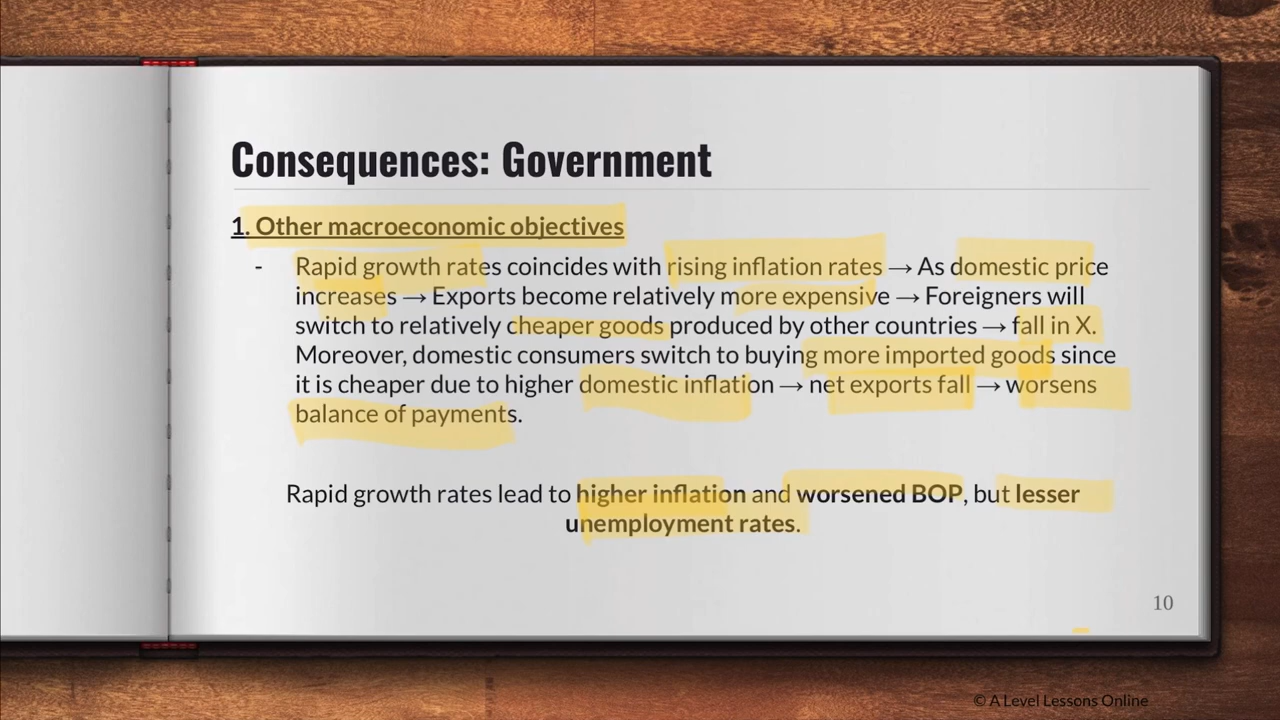 Consequences: Government
1. Other macroeconomic objectives
- Rapid growth rates coincides with rising inflation rates → As domestic price
increases → Exports become relatively more expensive → Foreigners will
switch to relatively cheaper goods produced by other countries → fall in X.
Moreover, domestic consumers switch to buying more imported goods since
it is cheaper due to higher domestic inflation → net exports fall → worsens
balance of payments.
Rapid growth rates lead to higher inflation and worsened BOP, but lesser
unemployment rates.
10
© A Level Lessons Online